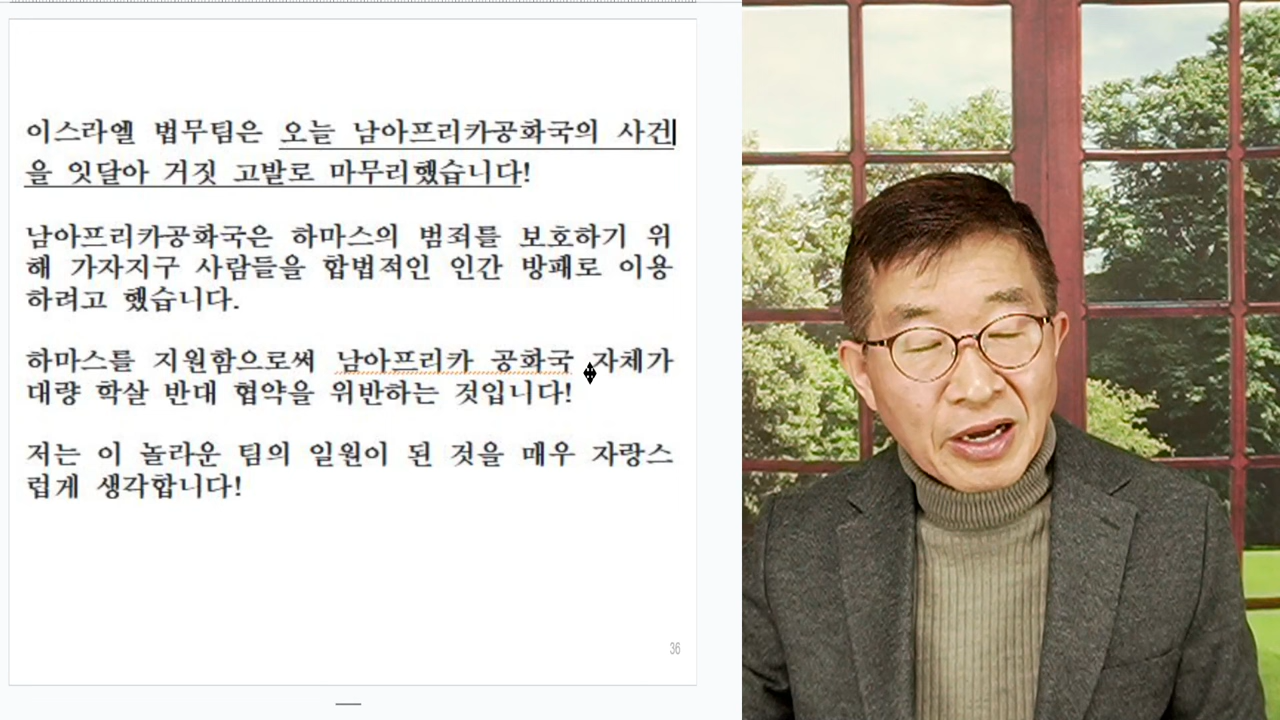 이스라엘 법무팀은 오늘 남아프리카공화국의 사건
을 잇달아 거짓 고발로 마무리했습니다!
남아프리카공화국은 하마스의 범죄를 보호하기 위
해 가자지구 사람들을 합법적인 인간 방패로 이용
하려고 했습니다.
하마스를 지원함으로써 남아프리카 공화국 자체가
대량 학살 반대 협약을 위반하는 것입니다!
저는 이 놀라운 팀의 일원이 된 것을 매우 자랑스
럽게 생각합니다!
36